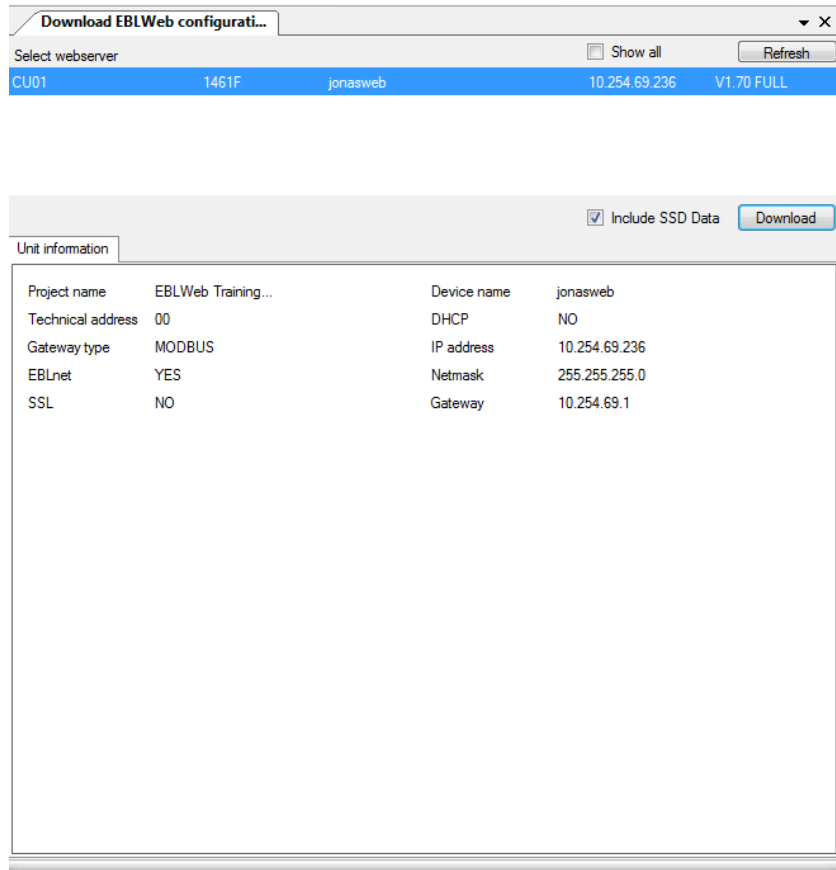 Download EBLWeb configurati...
Select webserver Show all Refresh
CU01 1461F jonasweb 10.254.69.236 V1.70 FULL
Include SSD Data Download
Unit information
Project name EBLWeb Training... Device name jonasweb
Technical address 00 DHCP NO
Gateway type MODBUS IP address 10.254.69.236
EBLnet YES Netmask 255.255.255.0
SSL NO Gateway 10.254.69.1